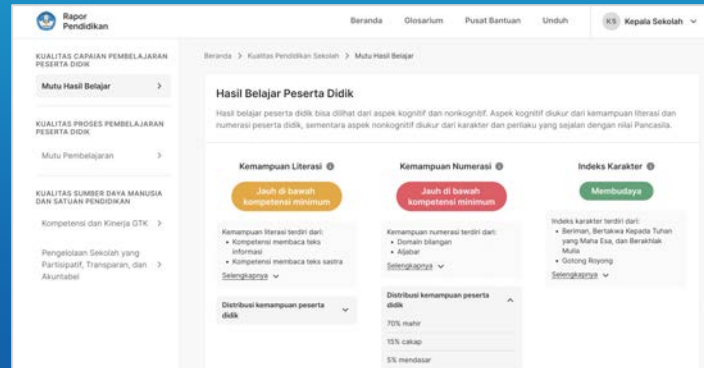 Rapor
Pendidikan
Beranda
Glosarium
Pusat Bantuan
Unduh
KS Kepala Sekolah
KUALITAS CAPAIAN PEMBELAJARAN
PESERTA DIDIK
Mutu Hasil Belajar
KUALITAS PROSES PEMBELAJARAN
PESERTA DIDIK
Mutu Pembelajaran
KUALITAS SUMBER DAYA MANUSIA
DAN SATUAN PENDIDIKAN
Kompetensi dan Kinerja GTK
Pengelolaan Sekolah yang
Partisipatif, Transparan, dan
Akuntabel
Beranda > Kualitas Pendidikan Sekolah > Mutu Hasil Belajar
Hasil Belajar Peserta Didik
Hasil belajar peserta didik bisa dilihat dari aspek kognitif dan nonkognitif. Aspek kognitif diukur dari kemampuan literasi dan
numerasi peserta didik, sementara aspek nonkognitif diukur dari karakter dan perilaku yang sejalan dengan nilai Pancasila.
Kemampuan Literasi
Jauh di bawah
kompetensi minimum
Kemampuan literasi terdiri dari:
• Kompetensi membaca teks
informasi
• Kompetensi membaca teks sastra
Selengkapnya
Distribusi kemampuan peserta
didik
Kemampuan Numerasi
Jauh di bawah
kompetensi minimum
Kemampuan numerasi terdiri dari:
• Domain bilangan
• Aljabar
Selengkapnya
Distribusi kemampuan peserta
didik
70% mahir
15% cakap
5% mendasar
Indeks Karakter
Membudaya
Indeks karakter terdiri dari:
• Beriman, Bertakwa Kepada Tuhan
yang Maha Esa, dan Berakhlak
Mulia
• Gotong Royong
Selengkapnya